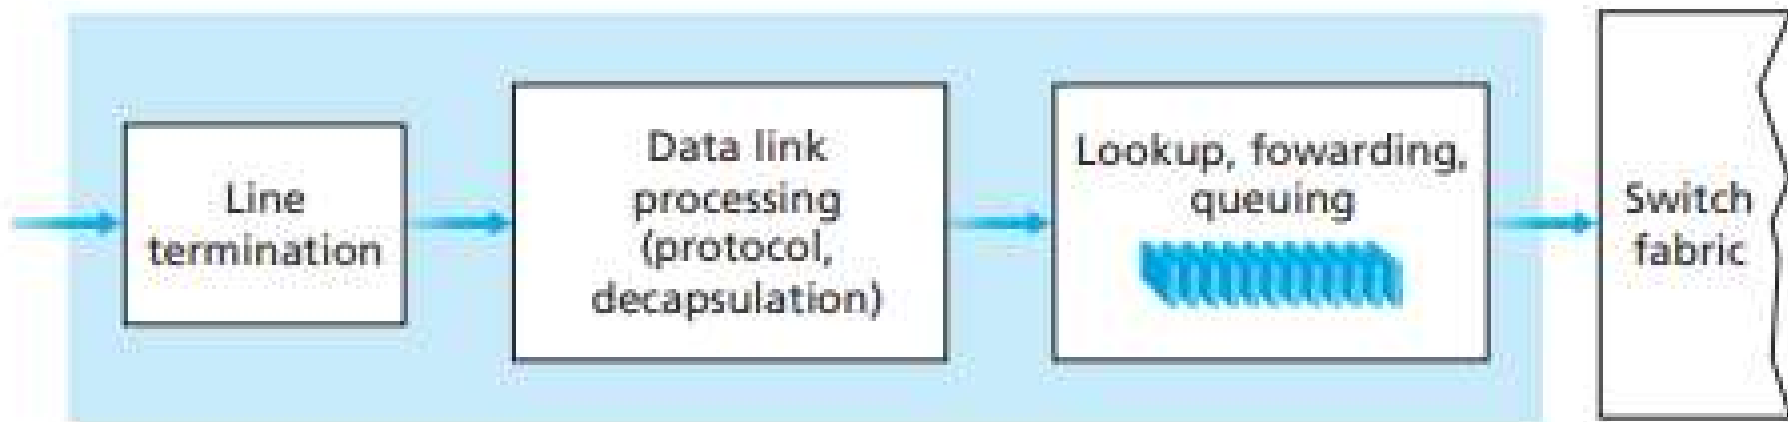 Line
termination
Data link
processing
(protocol,
decapsulation)
Lookup, fowarding,
queuing
Switch
fabric